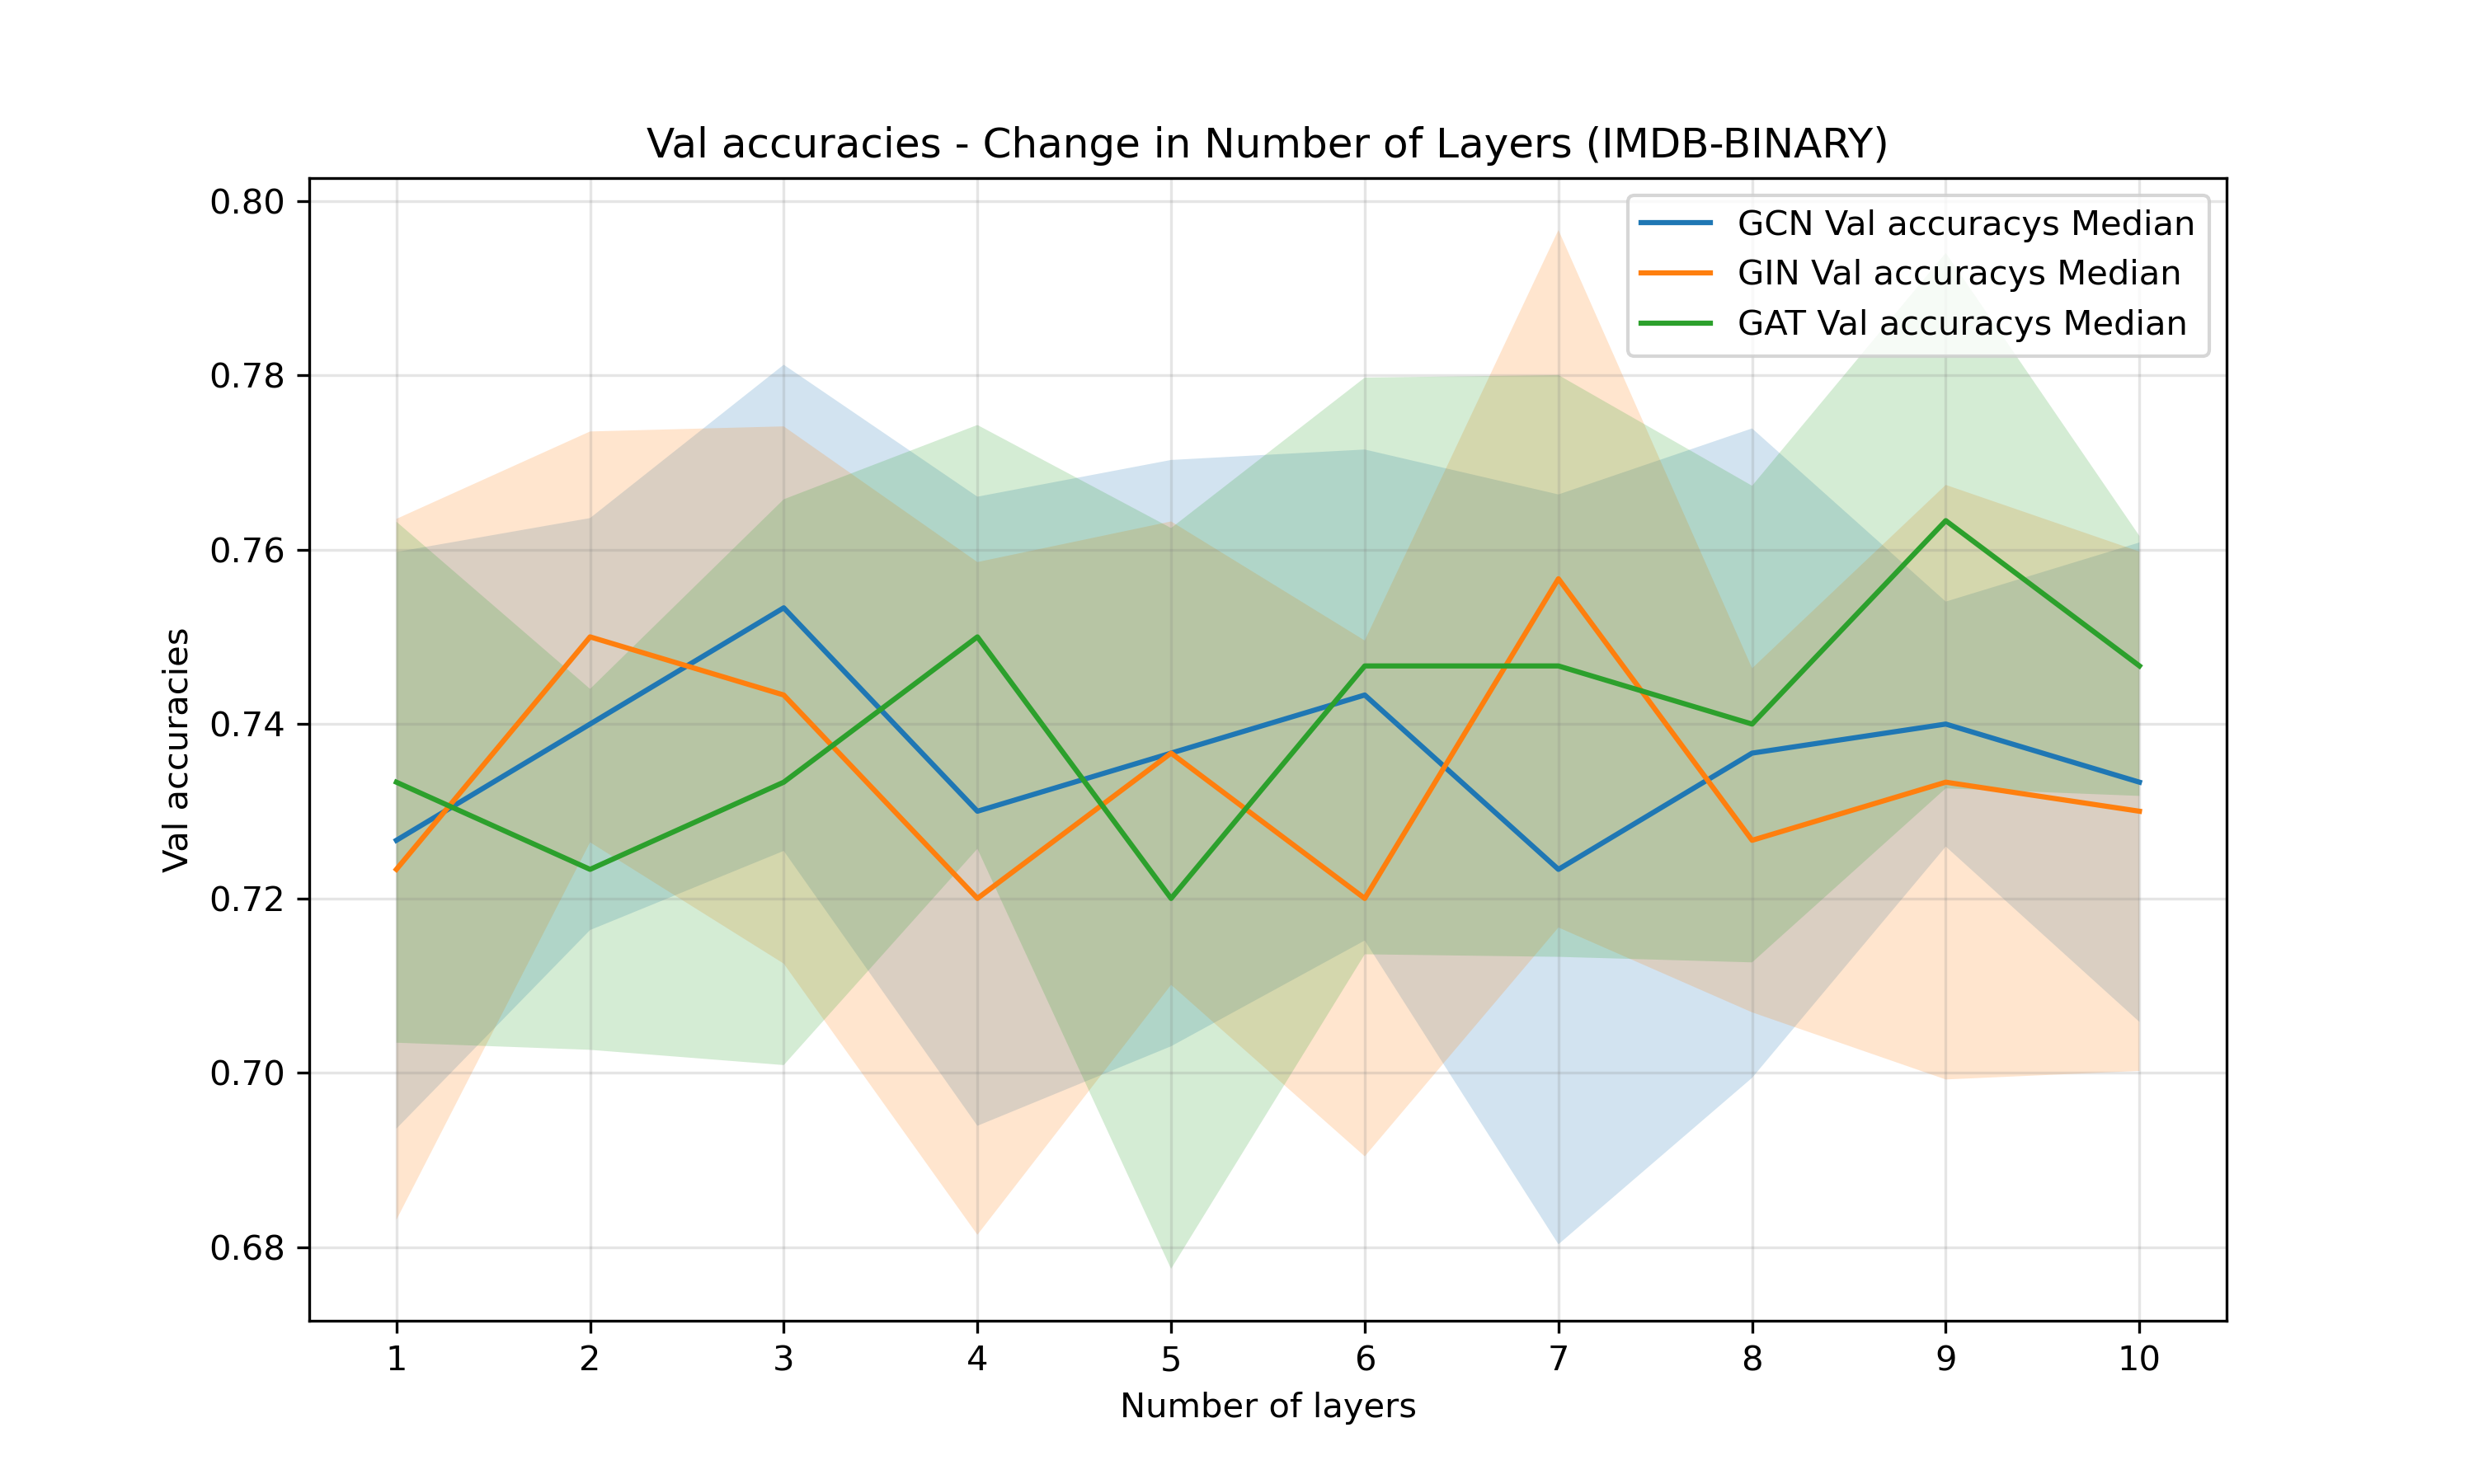 Val accuracies - Change in Number of Layers (IMDB-BINARY)
0.80
0.78
0.76
0.74
0.72
0.70
0.68
Val accuracies
GCN Val accuracys Median
GIN Val accuracys Median
GAT Val accuracys Median
1 2 3 4 5 6 7 8 9 10
Number of layers